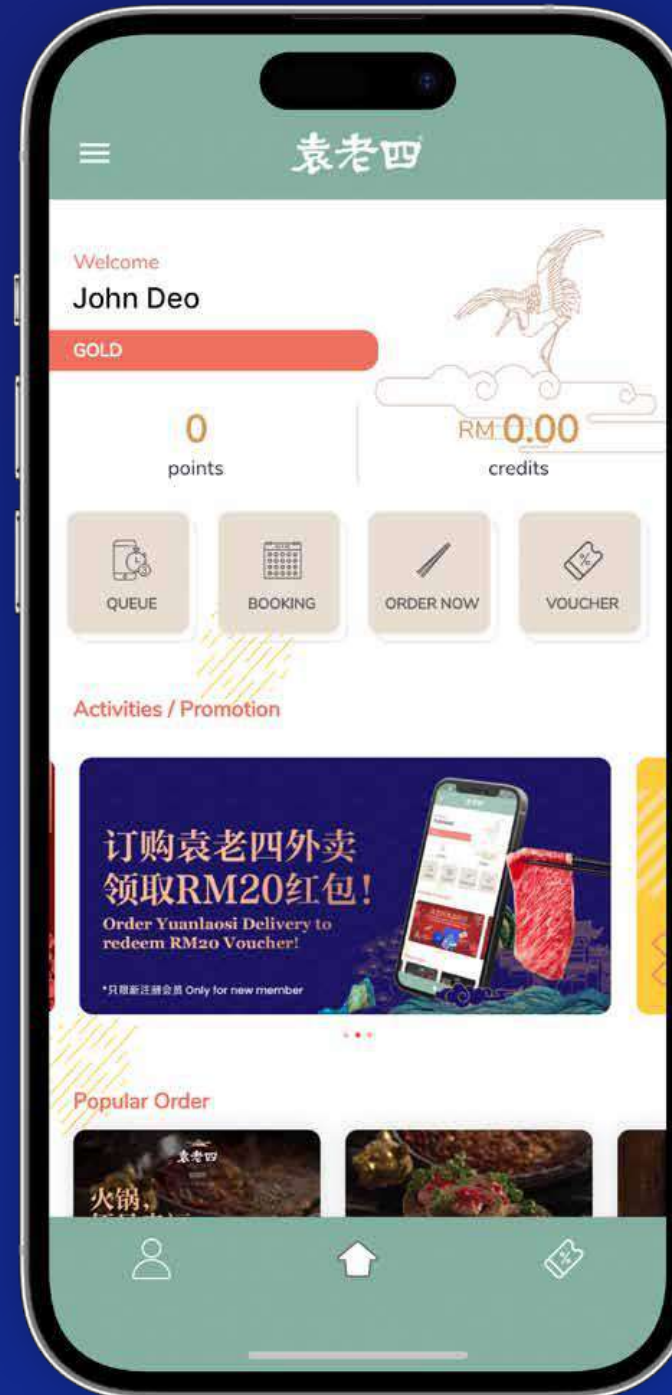 袁老四
Welcome
John Deo
GOLD
0
points
RM 0.00
credits
QUEUE
BOOKING
ORDER NOW
VOUCHER
Activities / Promotion
袁老四
订购袁老四外卖
领取RM20红包!
Order Yuanlaosi Delivery to
redeem RM20 Voucher!
*只限新注册会员 Only for new member
Popular Order
袁老四
火锅,